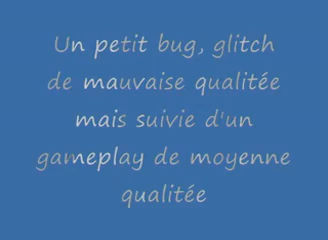 Un petit bug, glitch
de mauvaise qualitée
mais suivie d'un
gameplay de moyenne
qualitée